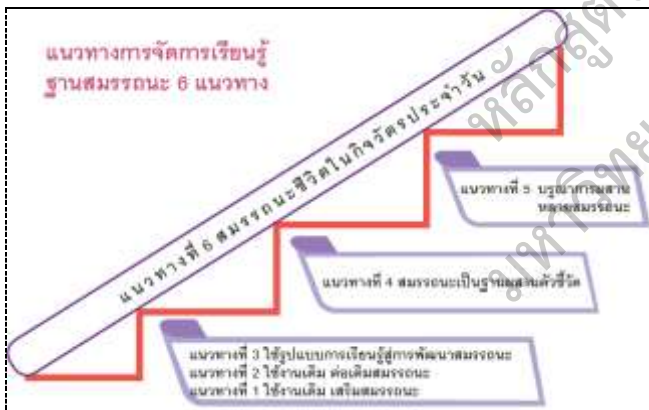 แนวทางการจัดการเรียนรู้
ฐานสมรรถนะ 6 แนวทาง
แนวทางที่ 6 สมรรถนะชีวิตในกิจวัตรประจำวัน
แนวทางที่ 5 บูรณาการผสาน
หลายสมรรถนะ
แนวทางที่ 4 สมรรถนะเป็นฐานผสานตัวชี้วัด
แนวทางที่ 3 ใช้รูปแบบการเรียนรู้สู่การพัฒนาสมรรถนะ
แนวทางที่ 2 ใช้งานเดิม ต่อเติมสมรรถนะ
แนวทางที่ 1 ใช้งานเดิม เสริมสมรรถนะ
หลักสูตร